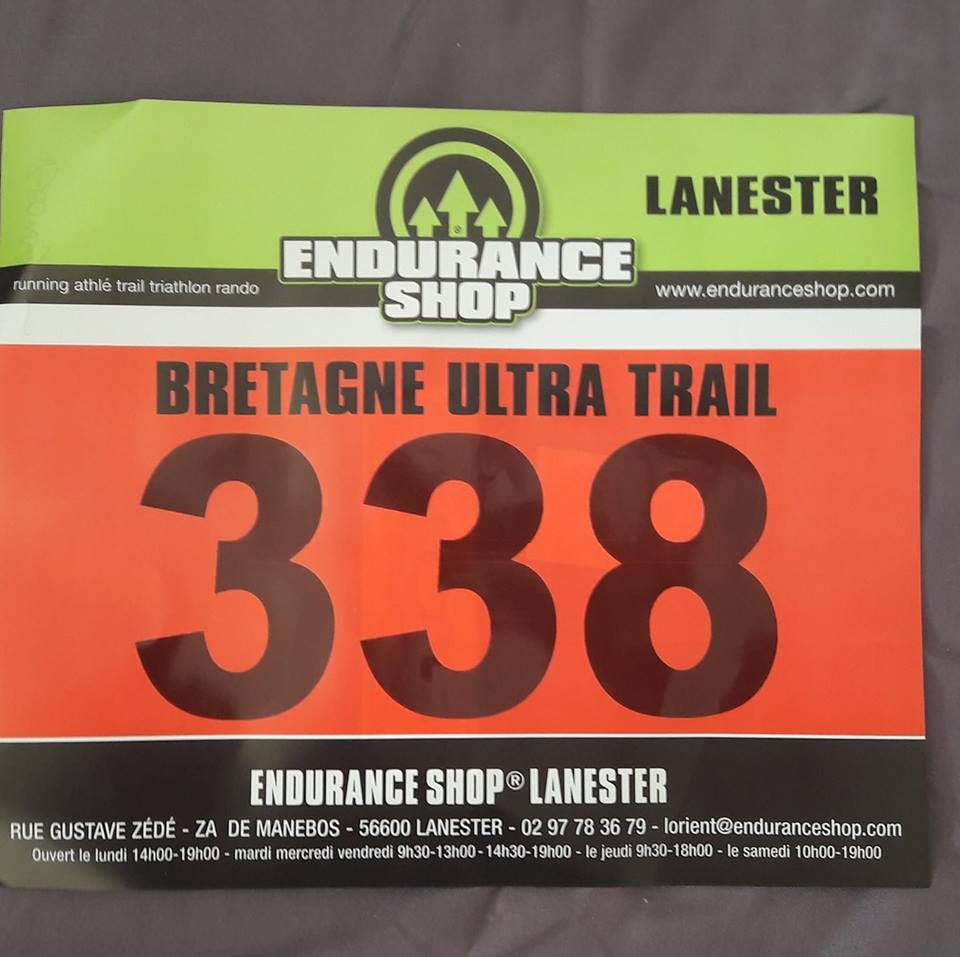 LANESTER
ENDURANCE
SHOP
®
running athlé trail triathlon rando
www.enduranceshop.com
BRETAGNE ULTRA TRAIL
338
ENDURANCE SHOP® LANESTER
RUE GUSTAVE ZÉDÉ - ZA DE MANEBOS - 56600 LANESTER - 02 97 78 36 79 - lorient@enduranceshop.com
Ouvert le lundi 14h00-19h00 - mardi mercredi vendredi 9h30-13h00 - 14h30-19h00 - le jeudi 9h30-18h00 - le samedi 10h00-19h00